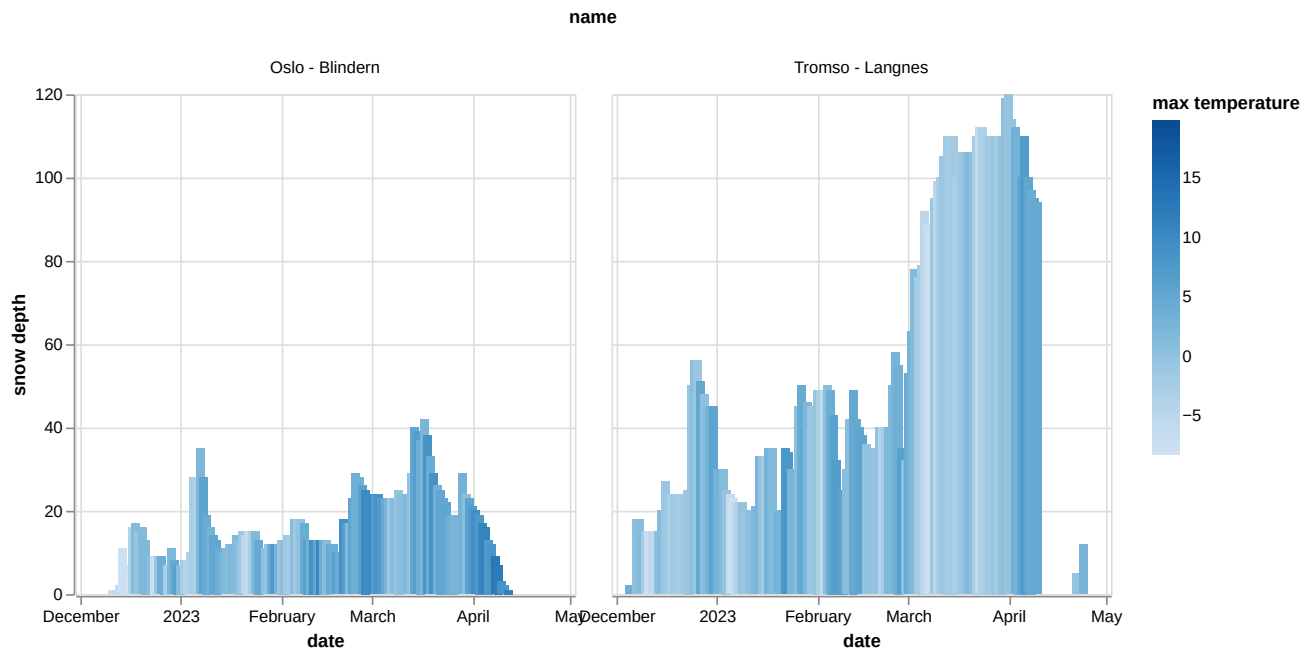 name
Oslo - Blindern
Tromso - Langnes
120
100
80
60
40
20
0
snow depth
December 2023 February March April May
date
December 2023 February March April May
date
max temperature
15
10
5
0
−5